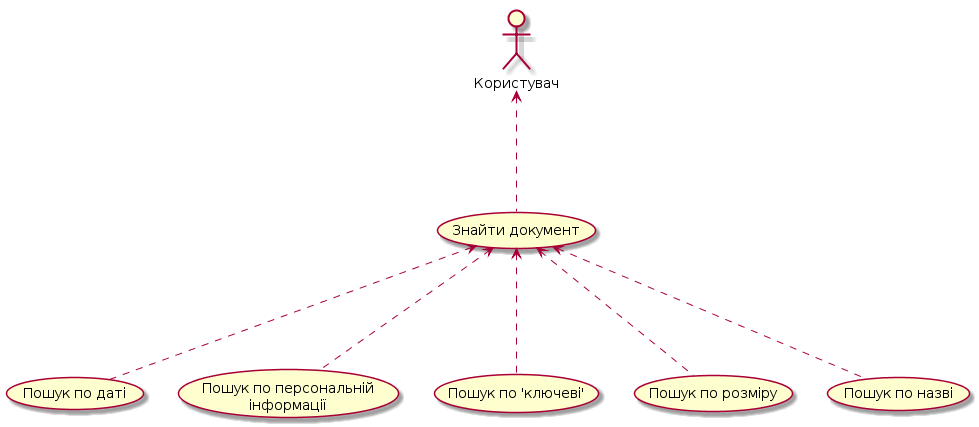 Користувач
Знайти документ
Пошук по даті
Пошук по персональній
інформації
Пошук по 'ключеві'
Пошук по розміру
Пошук по назві